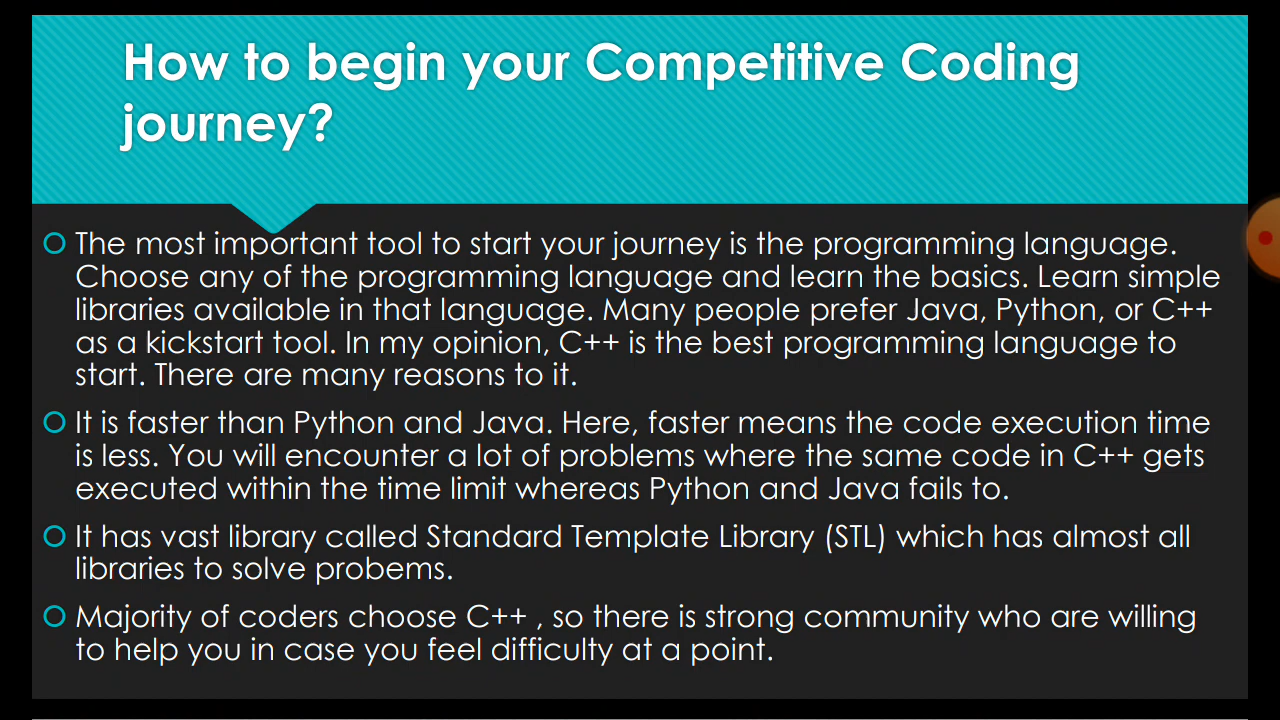 How to begin your Competitive Coding
journey?
The most important tool to start your journey is the programming language.
Choose any of the programming language and learn the basics. Learn simple
libraries available in that language. Many people prefer Java, Python, or C++
as a kickstart tool. In my opinion, C++ is the best programming language to
start. There are many reasons to it.
It is faster than Python and Java. Here, faster means the code execution time
is less. You will encounter a lot of problems where the same code in C++ gets
executed within the time limit whereas Python and Java fails to.
It has vast library called Standard Template Library (STL) which has almost all
libraries to solve probems.
Majority of coders choose C++ , so there is strong community who are willing
to help you in case you feel difficulty at a point.